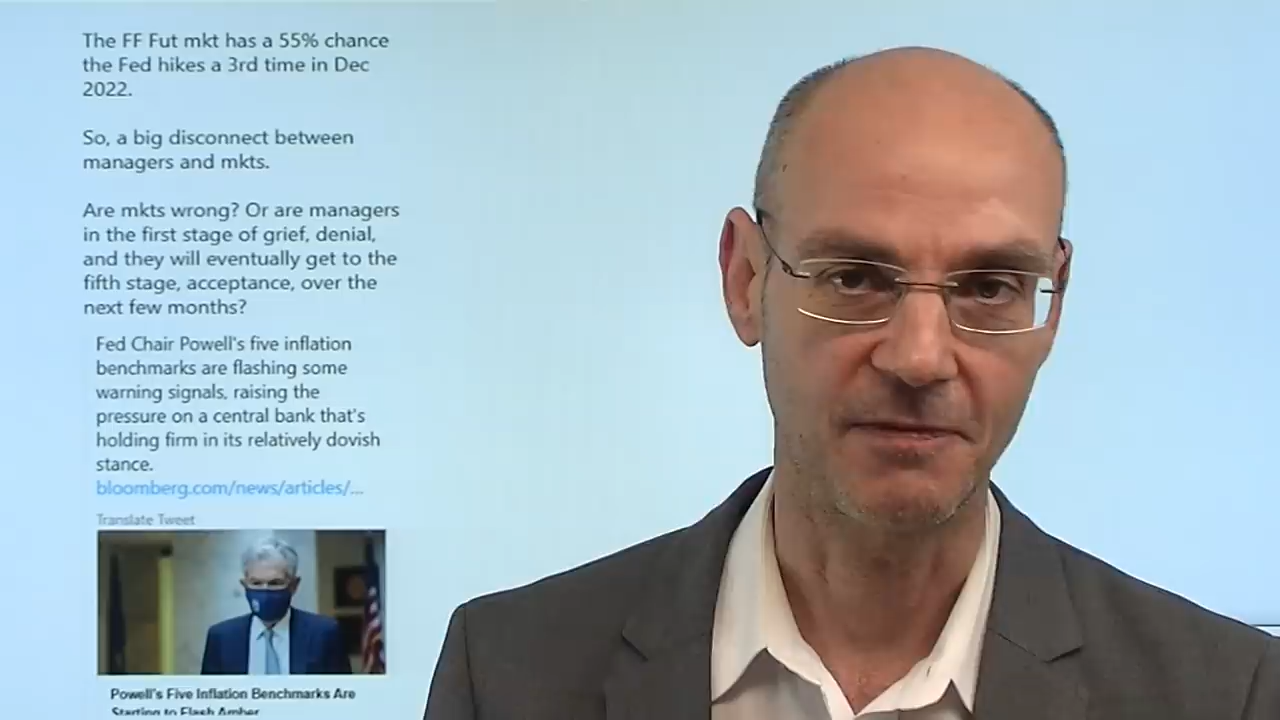 The FF Fut mkt has a 55% chance
the Fed hikes a 3rd time in Dec
2022.
So, a big disconnect between
managers and mkts.
Are mkts wrong? Or are managers
in the first stage of grief, denial,
and they will eventually get to the
fifth stage, acceptance, over the
next few months?
Fed Chair Powell's five inflation
benchmarks are flashing some
warning signals, raising the
pressure on a central bank that's
holding firm in its relatively dovish
stance.
bloomberg.com/news/articles/...
Translate Tweet
Powell's Five Inflation Benchmarks Are
Starting to Flash Amber